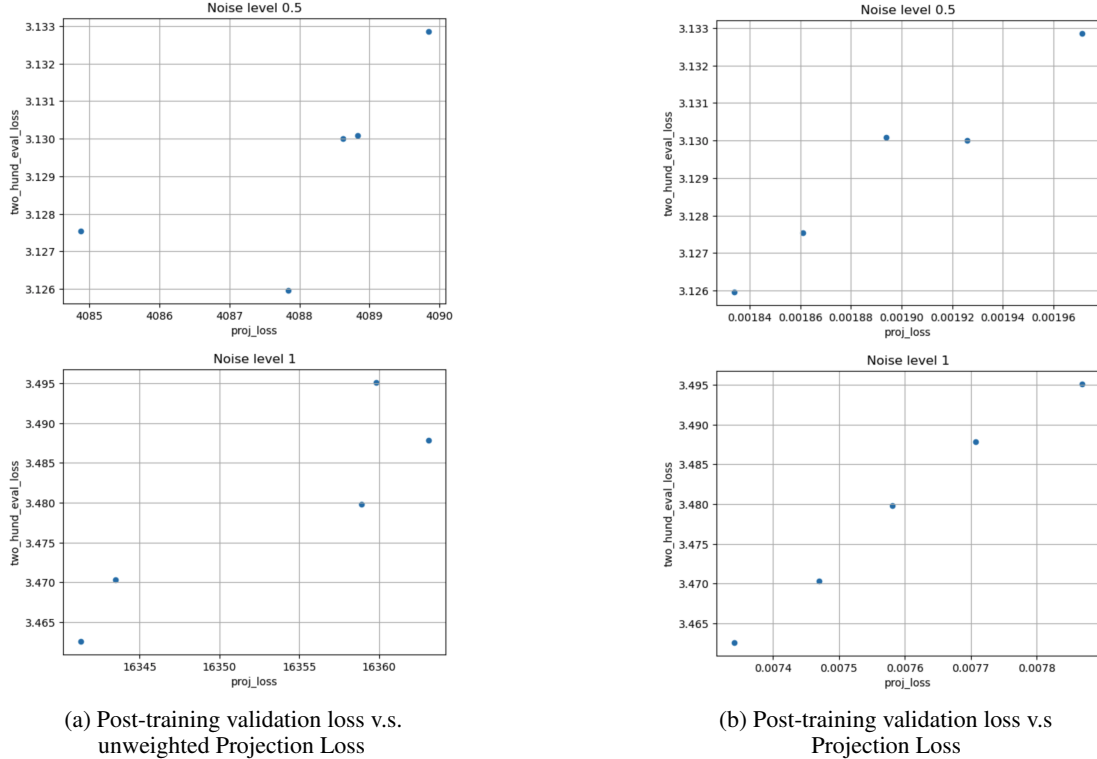 Noise level 0.5
3.133
3.132
3.131
3.130
3.129
3.128
3.127
3.126
two_hund_eval_loss
4085 4086 4087 4088 4089 4090
proj_loss
Noise level 1
3.495
3.490
3.485
3.480
3.475
3.470
3.465
two_hund_eval_loss
16345 16350 16355 16360
proj_loss
(a) Post-training validation loss v.s.
unweighted Projection Loss
Noise level 0.5
3.133
3.132
3.131
3.130
3.129
3.128
3.127
3.126
two_hund_eval_loss
0.00184 0.00186 0.00188 0.00190 0.00192 0.00194 0.00196
proj_loss
Noise level 1
3.495
3.490
3.485
3.480
3.475
3.470
3.465
two_hund_eval_loss
0.0074 0.0075 0.0076 0.0077 0.0078
proj_loss
(b) Post-training validation loss v.s
Projection Loss